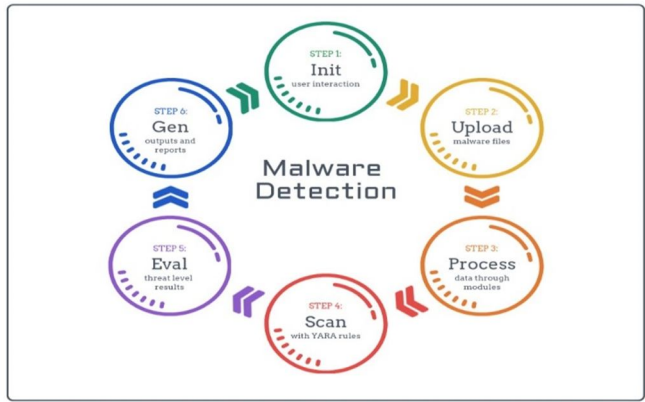 Malware
Detection
STEP 1:
Init
user interaction
STEP 2:
Upload
malware files
STEP 3:
Process
data through
modules
STEP 4:
Scan
with YARA rules
STEP 5:
Eval
threat level
results
STEP 6:
Gen
outputs and
reports